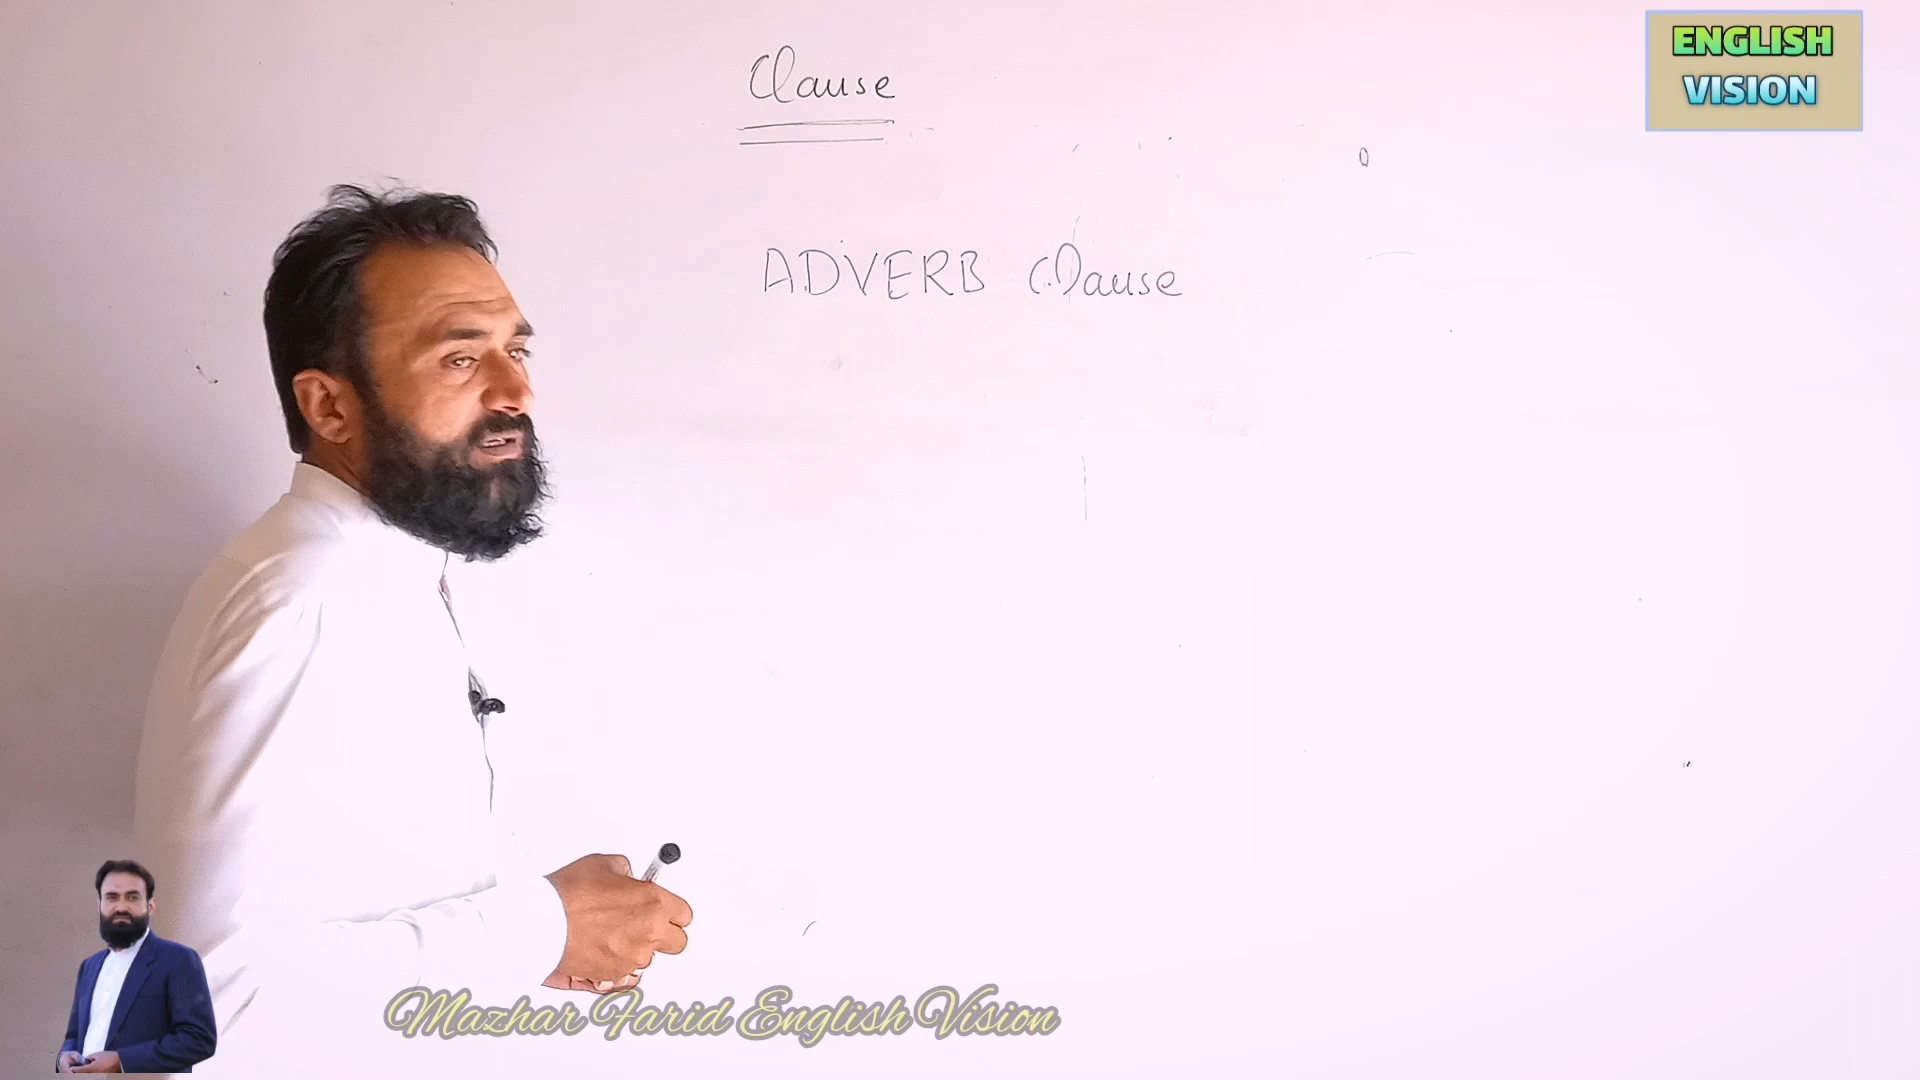 Clause
ENGLISH
VISION
ADVERB Clause
Mazhar Farid English Vision